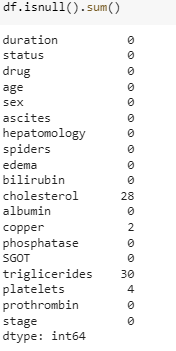 df.isnull().sum()
duration 0
status 0
drug 0
age 0
sex 0
ascites 0
hepatomology 0
spiders 0
edema 0
bilirubin 0
cholesterol 28
albumin 0
copper 2
phosphatase 0
SGOT 0
triglicerides 30
platelets 4
prothrombin 0
stage 0
dtype: int64